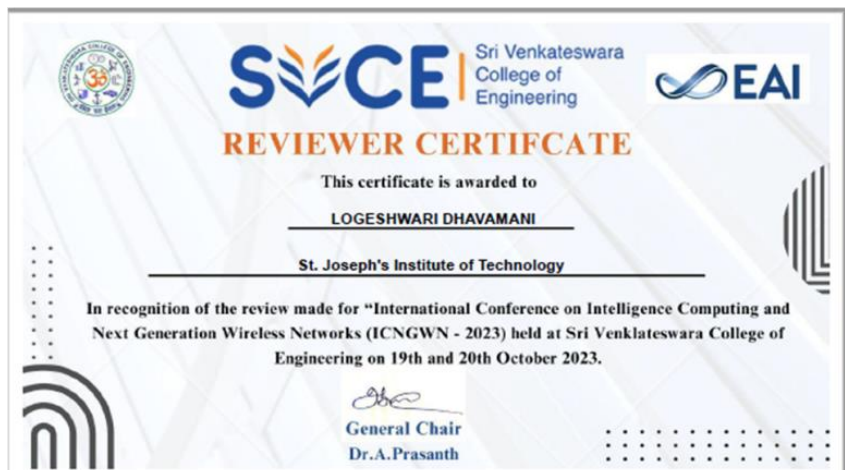 SVCE
Sri Venkateswara
College of
Engineering
EAI
REVIEWER CERTIFCATE
This certificate is awarded to
LOGESHWARI DHAVAMANI
St. Joseph's Institute of Technology
In recognition of the review made for “International Conference on Intelligence Computing and
Next Generation Wireless Networks (ICNGWN - 2023) held at Sri Venklateswara College of
Engineering on 19th and 20th October 2023.
General Chair
Dr.A.Prasanth